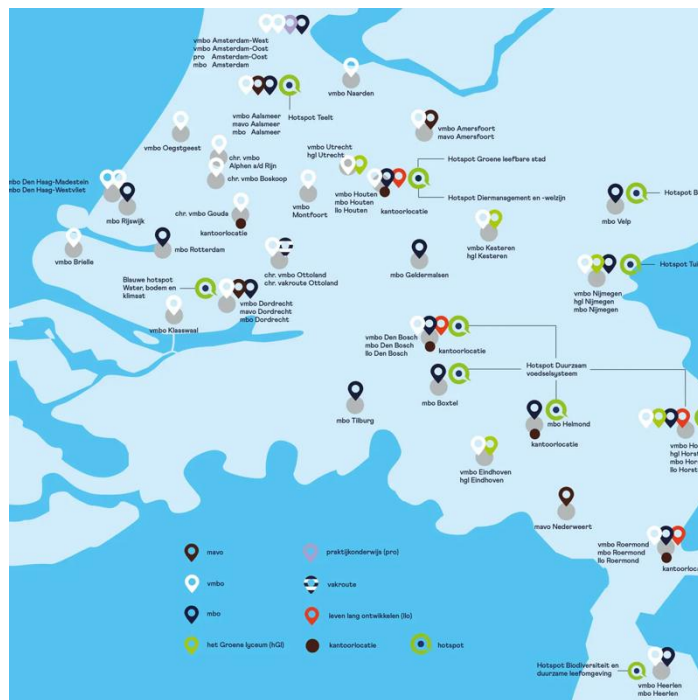 vmbo Amsterdam-West
vmbo Amsterdam-Oost
pro Amsterdam-Oost
mbo Amsterdam
vmbo Naarden
vmbo Aalsmeer
mavo Aalsmeer
mbo Aalsmeer
Hotspot Teelt
vmbo Oegstgeest
vmbo Amersfoort
mavo Amersfoort
chr. vmbo
Alphen a/d Rijn
chr. vmbo Boskoop
vmbo Utrecht
hgl Utrecht
Hotspot Groene leefbare stad
mbo Den Haag-Madestein
mbo Den Haag-Westvliet
mbo Rijswijk
vmbo
Montfoort
vmbo Houten
mbo Houten
llo Houten
kantoorlocatie
Hotspot Diermanagement en -welzijn
Hotspot B
mbo Velp
chr. vmbo Gouda
kantoorlocatie
mbo Rotterdam
vmbo Brielle
chr. vmbo Ottoland
chr. vakroute Ottoland
mbo Geldermalsen
vmbo Kesteren
hgl Kesteren
Hotspot Tui
Blauwe hotspot
Water, bodem en
klimaat
vmbo Dordrecht
mavo Dordrecht
mbo Dordrecht
vmbo Klaaswaal
vmbo Nijmegen
hgl Nijmegen
mbo Nijmegen
vmbo Den Bosch
mbo Den Bosch
llo Den Bosch
kantoorlocatie
Hotspot Duurzaam
voedselsysteem
mbo Boxtel
mbo Tilburg
mbo Helmond
kantoorlocatie
vmbo Ho
hgl Horst
mbo Hor
llo Horst
vmbo Eindhoven
hgl Eindhoven
mavo Nederweert
vmbo Roermond
mbo Roermond
llo Roermond
kantoorloca
mavo
praktijkonderwijs (pro)
vmbo
vakroute
mbo
leven lang ontwikkelen (llo)
het Groene lyceum (hGl)
kantoorlocatie
hotspot
Hotspot Biodiversiteit en
duurzame leefomgeving
vmbo Heerlen
mbo Heerlen